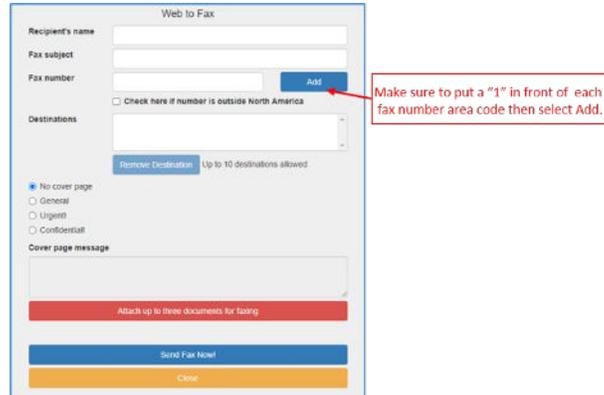 Web to Fax
Recipient's name
Fax subject
Fax number
Add
Make sure to put a "1" in front of each
fax number area code then select Add.
Check here if number is outside North America
Destinations
Remove Destination Up to 10 destinations allowed
No cover page
General
Urgent!
Confidential!
Cover page message
Attach up to three documents for faxing
Send Fax Now!
Close